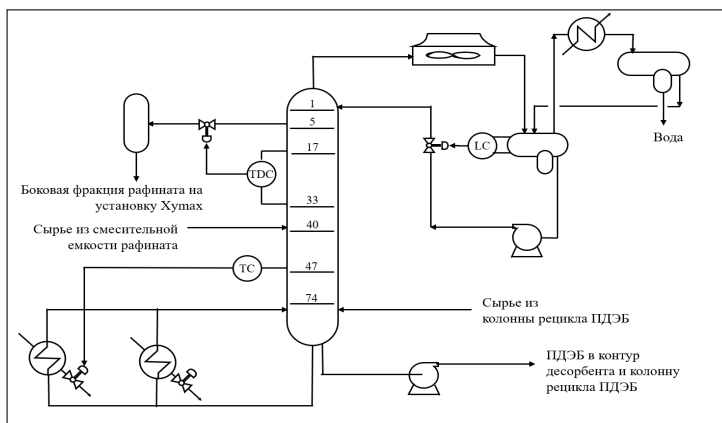 1
5
17
TDC
LC
Вода
Боковая фракция рафината на
установку Xymax
33
Сырье из смесительной
емкости рафината
40
TC
47
74
Сырье из
колонны рецикла ПДЭБ
ПДЭБ в контур
десорбента и колонну
рецикла ПДЭБ